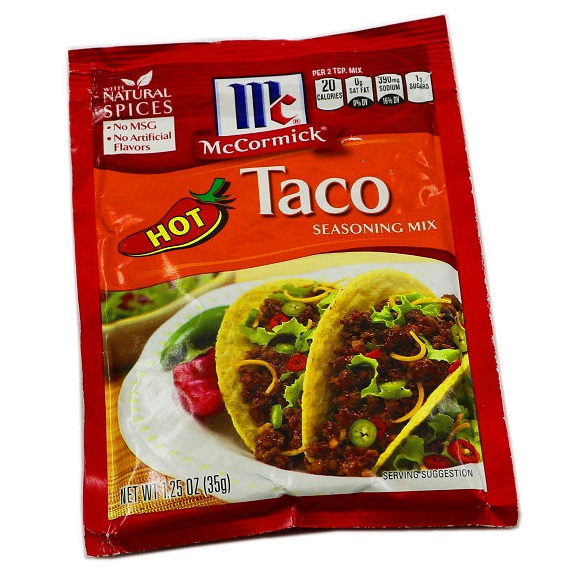 WITH
NATURAL
SPICES
• No MSG
• No Artificial
Flavors
Mc
®
McCormick®
PER 2 TSP. MIX
20
CALORIES
0g
SAT FAT
0% DV
390mg
SODIUM
16% DV
1g
SUGARS
HOT
Taco
SEASONING MIX
SERVING SUGGESTION
NET WT 1.25 OZ (35g)